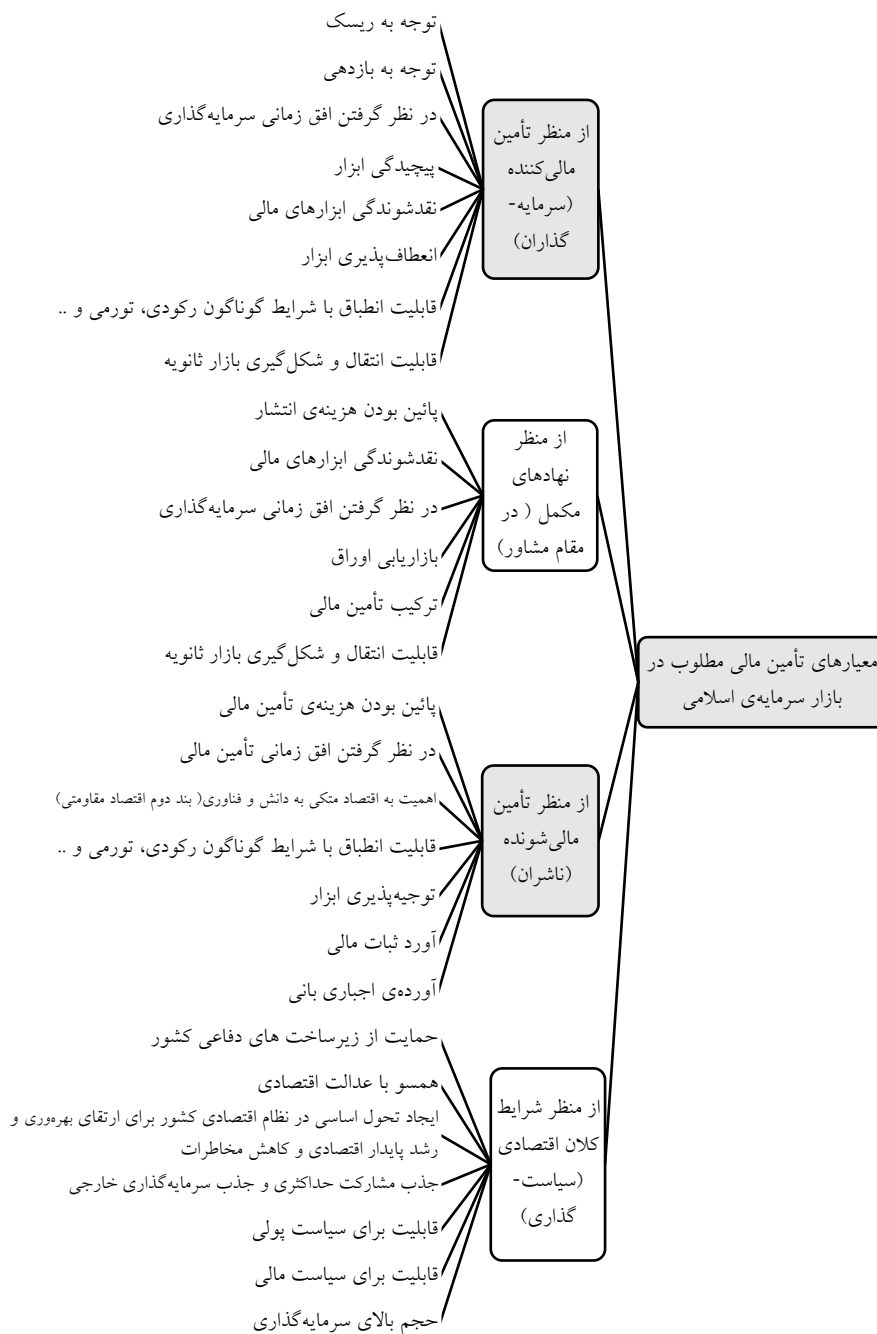 معیارهای تأمین مالی مطلوب در
بازار سرمایه‌ی اسلامی
از منظر تأمین
مالی‌کننده
(سرمایه-
گذاران)
توجه به ریسک
توجه به بازدهی
در نظر گرفتن افق زمانی سرمایه‌گذاری
پیچیدگی ابزار
نقدشوندگی ابزارهای مالی
انعطاف‌پذیری ابزار
قابلیت انطباق با شرایط گوناگون رکودی، تورمی و ..
قابلیت انتقال و شکل‌گیری بازار ثانویه
از منظر
نهادهای
مکمل ( در
مقام مشاور)
پائین بودن هزینه‌ی انتشار
نقدشوندگی ابزارهای مالی
در نظر گرفتن افق زمانی سرمایه‌گذاری
بازاریابی اوراق
ترکیب تأمین مالی
قابلیت انتقال و شکل‌گیری بازار ثانویه
از منظر تأمین
مالی‌شونده
(ناشران)
پائین بودن هزینه‌ی تأمین مالی
در نظر گرفتن افق زمانی تأمین مالی
اهمیت به اقتصاد متکی به دانش و فناوری( بند دوم اقتصاد مقاومتی)
قابلیت انطباق با شرایط گوناگون رکودی، تورمی و ..
توجیه‌پذیری ابزار
آورد ثبات مالی
آورده‌ی اجباری بانی
از منظر شرایط
کلان اقتصادی
(سیاست-
گذاری)
حمایت از زیرساخت های دفاعی کشور
همسو با عدالت اقتصادی
ایجاد تحول اساسی در نظام اقتصادی کشور برای ارتقای بهره‌وری و
رشد پایدار اقتصادی و کاهش مخاطرات
جذب مشارکت حداکثری و جذب سرمایه‌گذاری خارجی
قابلیت برای سیاست پولی
قابلیت برای سیاست مالی
حجم بالای سرمایه‌گذاری